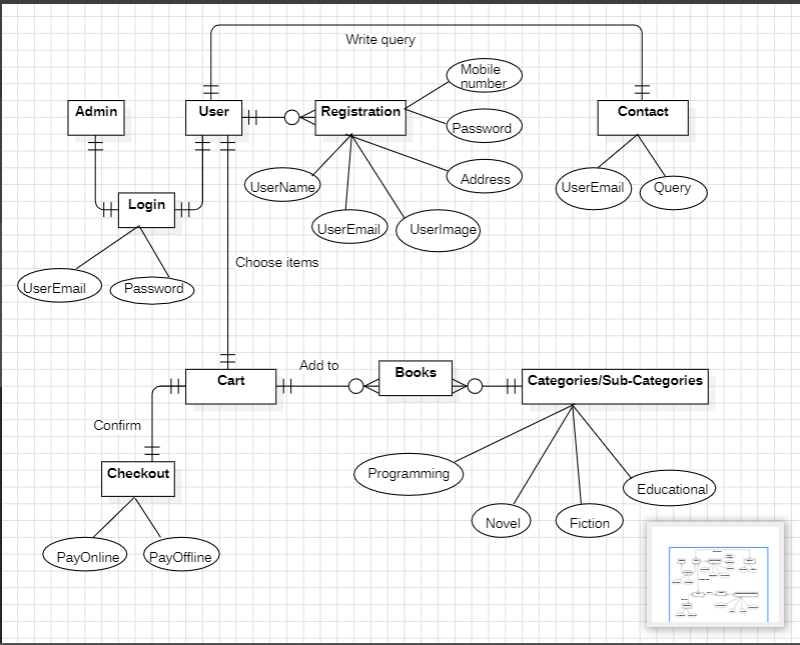 Write query
Mobile
number
Admin
User
Registration
Contact
Password
UserName
Address
UserEmail
Query
Login
UserEmail
UserImage
Choose items
UserEmail
Password
Add to
Books
Cart
Categories/Sub-Categories
Confirm
Checkout
Programming
Educational
Novel
Fiction
PayOnline
PayOffline